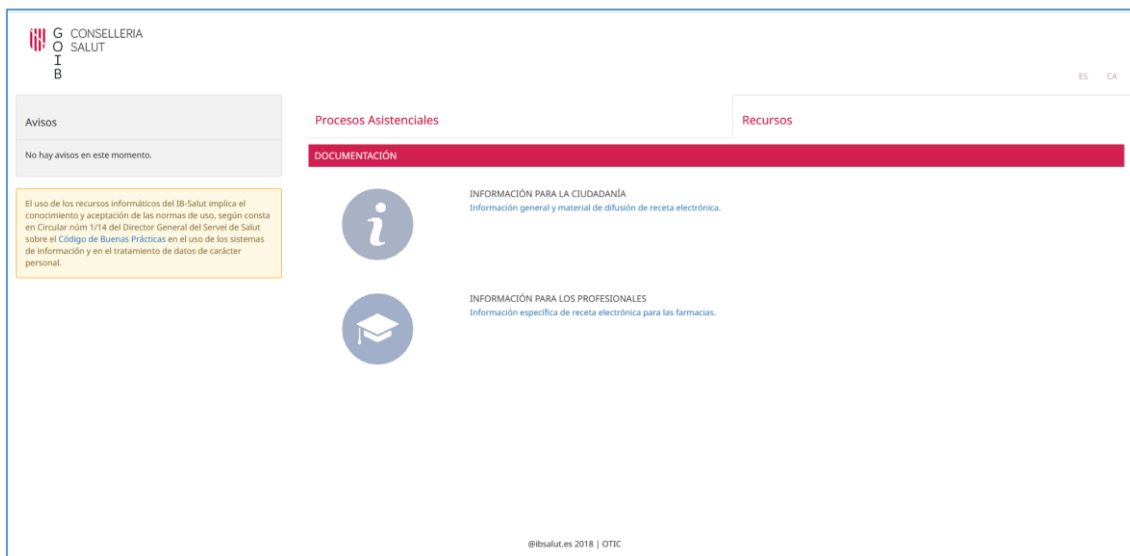 G CONSELLERIA
O SALUT
I
B
ES CA
Avisos
No hay avisos en este momento.
El uso de los recursos informáticos del IB-Salut implica el
conocimiento y aceptación de las normas de uso, según consta
en Circular núm 1/14 del Director General del Servei de Salut
sobre el Código de Buenas Prácticas en el uso de los sistemas
de información y en el tratamiento de datos de carácter
personal.
Procesos Asistenciales
Recursos
DOCUMENTACIÓN
INFORMACIÓN PARA LA CIUDADANÍA
Información general y material de difusión de receta electrónica.
INFORMACIÓN PARA LOS PROFESIONALES
Información específica de receta electrónica para las farmacias.
@ibsalut.es 2018 | OTIC